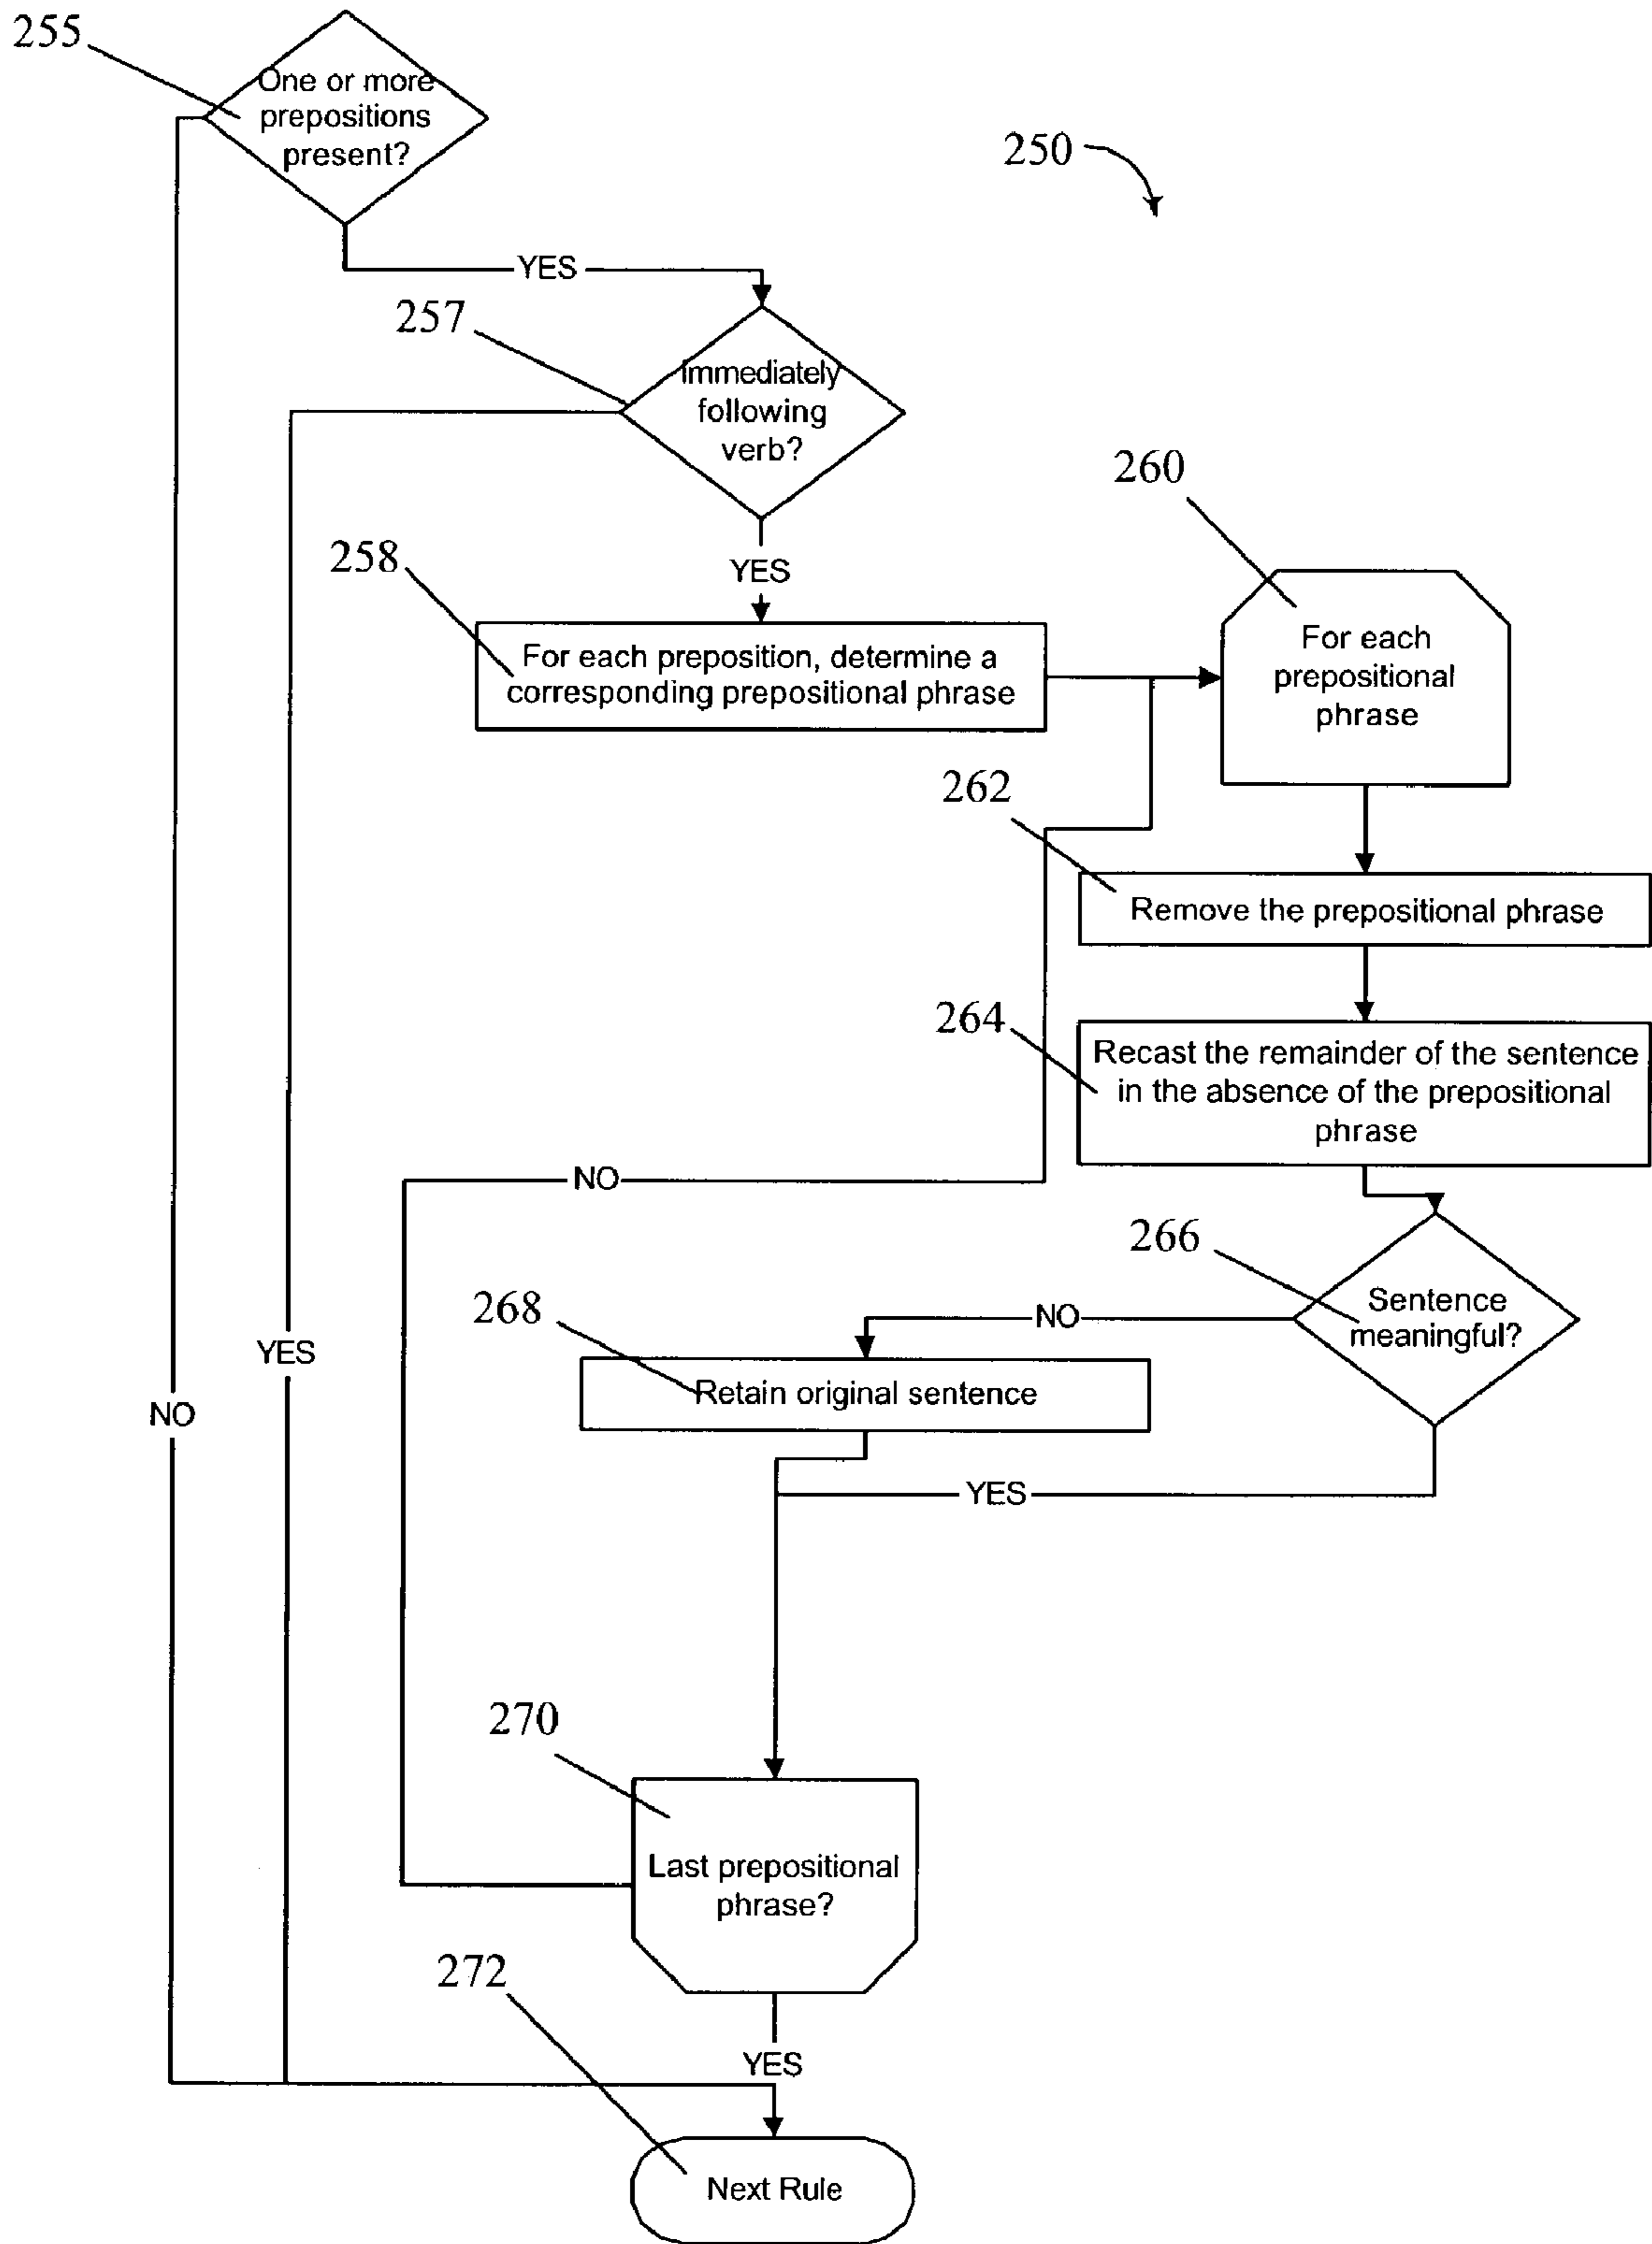 255
One or more
prepositions
present?
250
YES
257
Immediately
following
verb?
260
258
YES
For each preposition, determine a
corresponding prepositional phrase
For each
prepositional
phrase
262
Remove the prepositional phrase
264
Recast the remainder of the sentence
in the absence of the prepositional
phrase
NO
266
268
Sentence
meaningful?
NO
YES
Retain original sentence
NO
YES
270
Last prepositional
phrase?
272
YES
Next Rule